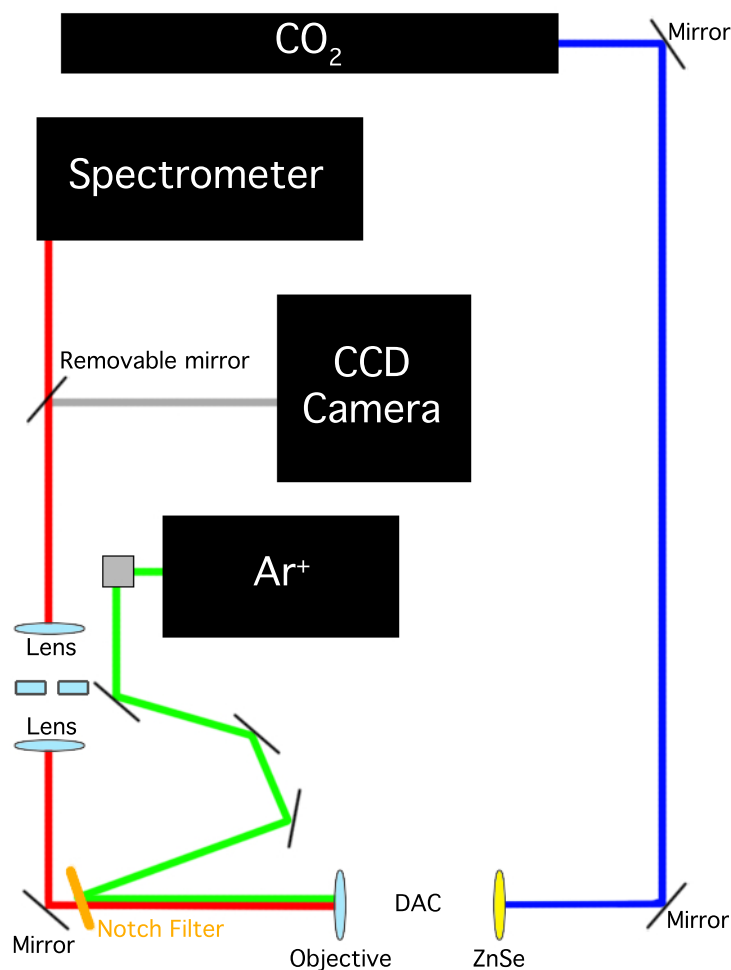 CO₂
Mirror
Spectrometer
Removable mirror
CCD
Camera
Ar⁺
Lens
Lens
DAC
Notch Filter
Mirror
Mirror
Objective
ZnSe